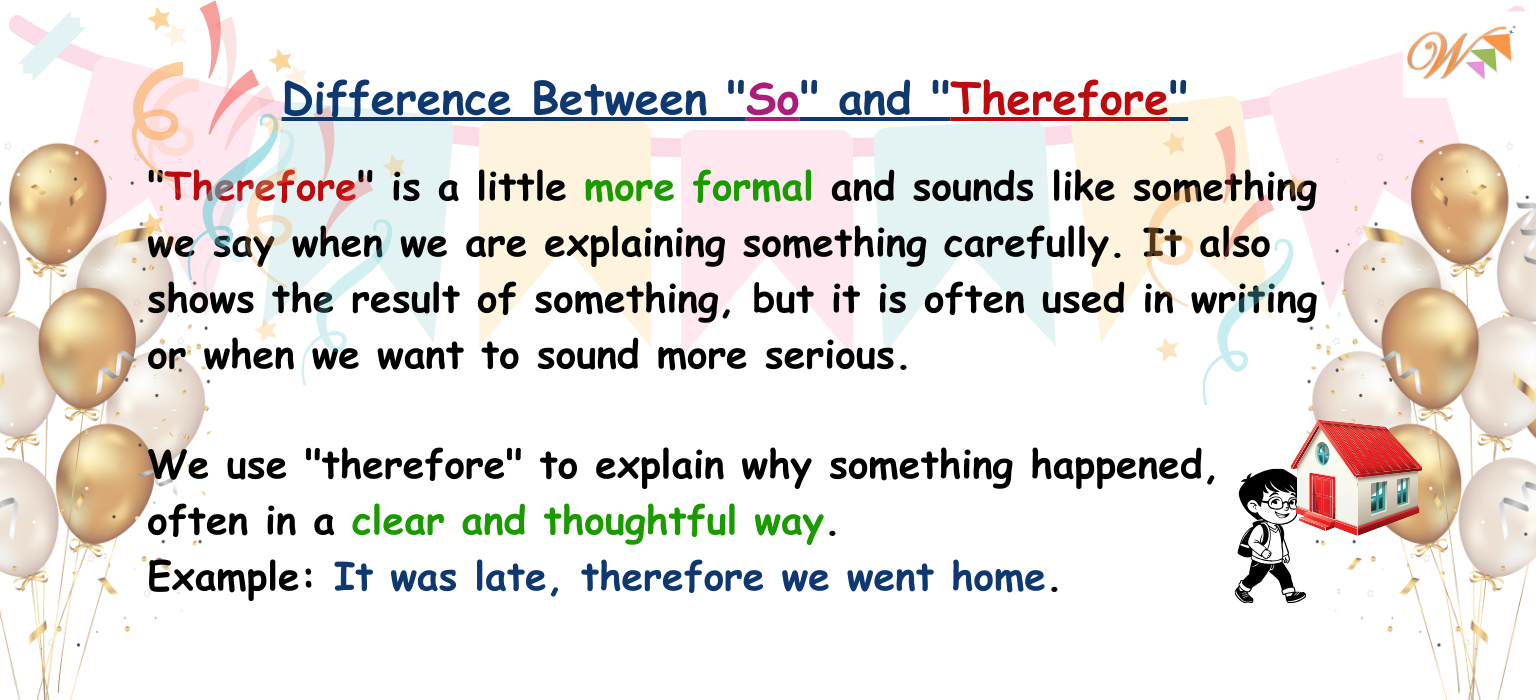 Difference Between "So" and "Therefore"
"Therefore" is a little more formal and sounds like something
we say when we are explaining something carefully. It also
shows the result of something, but it is often used in writing
or when we want to sound more serious.
We use "therefore" to explain why something happened,
often in a clear and thoughtful way.
Example: It was late, therefore we went home.
W